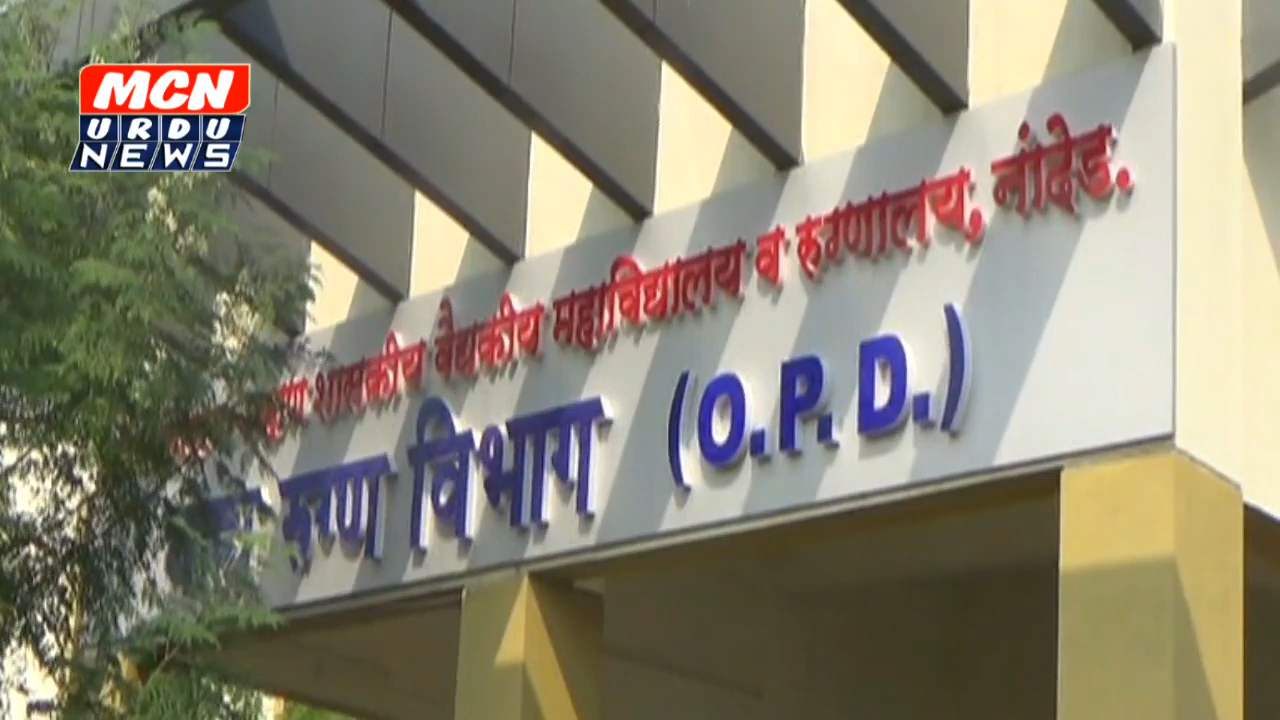 MCN
URDU
NEWS
शासकीय वैद्यकीय महाविद्यालय व रुग्णालय, नांदेड.
रुग्ण विभाग (O.P.D.)